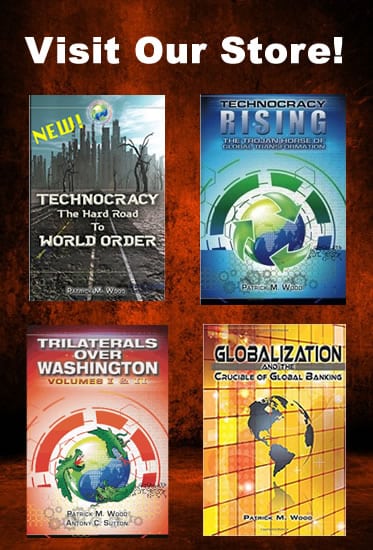 Visit Our Store!
NEW!
TECHNOCRACY
The Hard Road
To
WORLD ORDER
PATRICK M. WOOD
TECHNOCRACY
RISING
THE TROJAN HORSE OF
GLOBAL TRANSFORMATION
PATRICK M. WOOD
TRILATERALS
OVER
WASHINGTON
VOLUMES I & II
PATRICK M. WOOD
ANTONY C. SUTTON
GLOBALIZATION
AND THE
CRUCIBLE OF GLOBAL BANKING
PATRICK M. WOOD